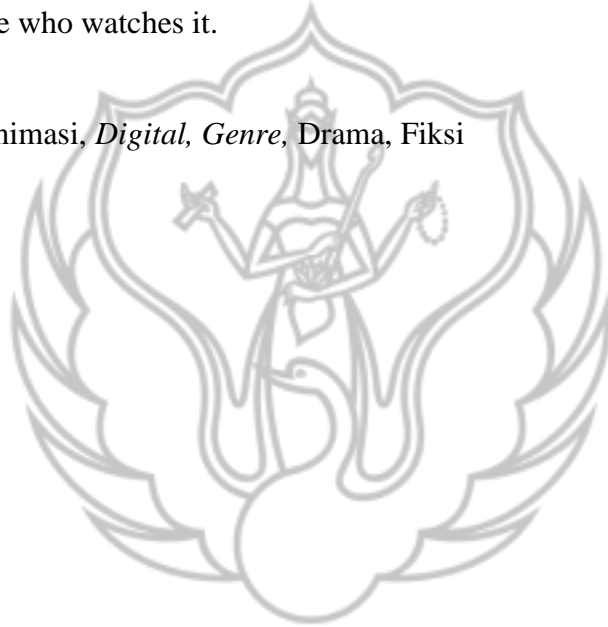 e who watches it.
nimasi, Digital, Genre, Drama, Fiksi